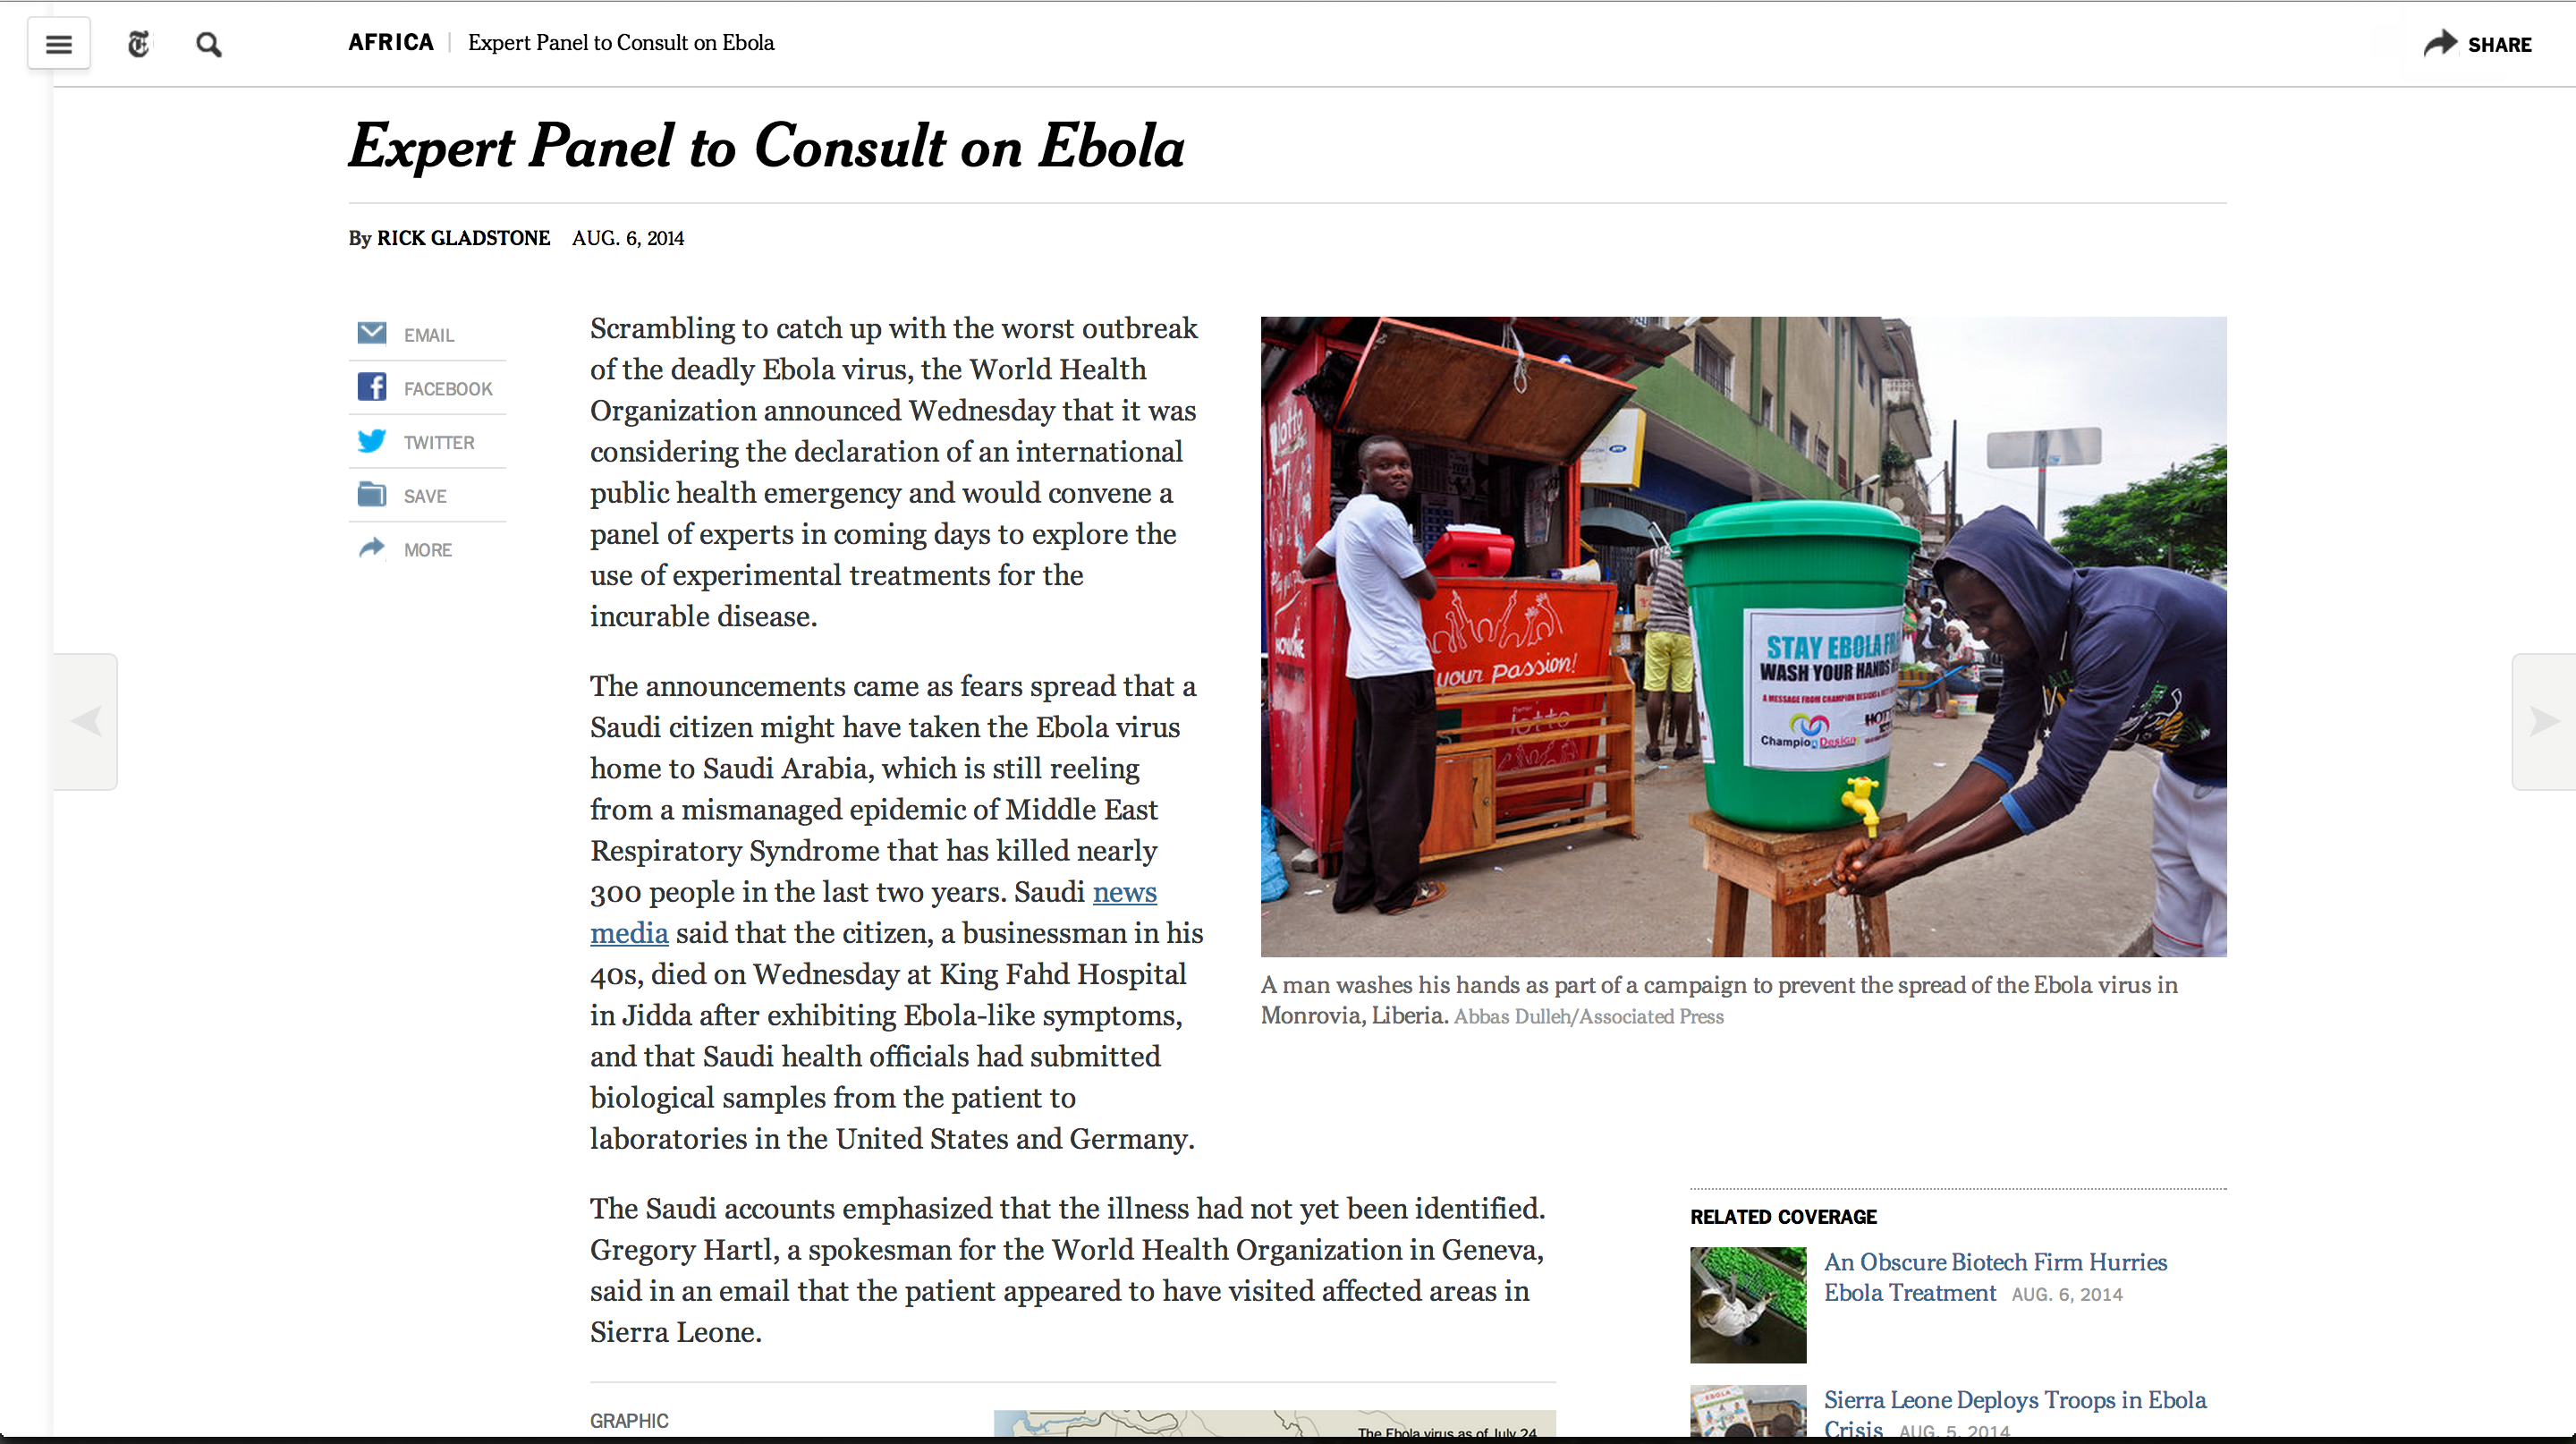 AFRICA | Expert Panel to Consult on Ebola
SHARE
Expert Panel to Consult on Ebola
By RICK GLADSTONE AUG. 6, 2014
EMAIL
FACEBOOK
TWITTER
SAVE
MORE
Scrambling to catch up with the worst outbreak
of the deadly Ebola virus, the World Health
Organization announced Wednesday that it was
considering the declaration of an international
public health emergency and would convene a
panel of experts in coming days to explore the
use of experimental treatments for the
incurable disease.
The announcements came as fears spread that a
Saudi citizen might have taken the Ebola virus
home to Saudi Arabia, which is still reeling
from a mismanaged epidemic of Middle East
Respiratory Syndrome that has killed nearly
300 people in the last two years. Saudi news
media said that the citizen, a businessman in his
40s, died on Wednesday at King Fahd Hospital
in Jidda after exhibiting Ebola-like symptoms,
and that Saudi health officials had submitted
biological samples from the patient to
laboratories in the United States and Germany.
The Saudi accounts emphasized that the illness had not yet been identified.
Gregory Hartl, a spokesman for the World Health Organization in Geneva,
said in an email that the patient appeared to have visited affected areas in
Sierra Leone.
GRAPHIC
The Ebola virus as of July 24
lotto
your passion!
lotto
STAY EBOLA FR
WASH YOUR HANDS
A MESSAGE FROM CHAMPION DESIGNS &
Champion Designs
HOTT
A man washes his hands as part of a campaign to prevent the spread of the Ebola virus in
Monrovia, Liberia. Abbas Dulleh/Associated Press
RELATED COVERAGE
An Obscure Biotech Firm Hurries
Ebola Treatment AUG. 6, 2014
EBOLA
Sierra Leone Deploys Troops in Ebola
Crisis AUG. 5, 2014